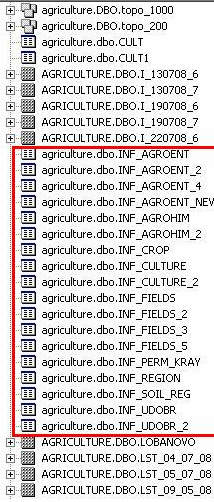 agriculture.DBO.topo_1000
agriculture.DBO.topo_200
agriculture.dbo.CULT
agriculture.dbo.CULT1
AGRICULTURE.DBO.I_130708_6
AGRICULTURE.DBO.I_190708_6
AGRICULTURE.DBO.I_190708_6
AGRICULTURE.DBO.I_220708_6
agriculture.dbo.INF_AGROENT
agriculture.dbo.INF_AGROENT_2
agriculture.dbo.INF_AGROENT_4
agriculture.dbo.INF_AGROENT_NEV
agriculture.dbo.INF_AGROHIM
agriculture.dbo.INF_AGROHIM_2
agriculture.dbo.INF_CROP
agriculture.dbo.INF_CULTURE
agriculture.dbo.INF_CULTURE_2
agriculture.dbo.INF_FIELDS
agriculture.dbo.INF_FIELDS_2
agriculture.dbo.INF_FIELDS_3
agriculture.dbo.INF_FIELDS_5
agriculture.dbo.INF_PERM_KRAY
agriculture.dbo.INF_REGION
agriculture.dbo.INF_SOIL_REG
agriculture.dbo.INF_UDOBR
agriculture.dbo.INF_UDOBR_2
AGRICULTURE.DBO.LOBANOVO
AGRICULTURE.DBO.LST_04_07_08
AGRICULTURE.DBO.LST_05_07_08
AGRICULTURE.DBO.LST_09_05_08